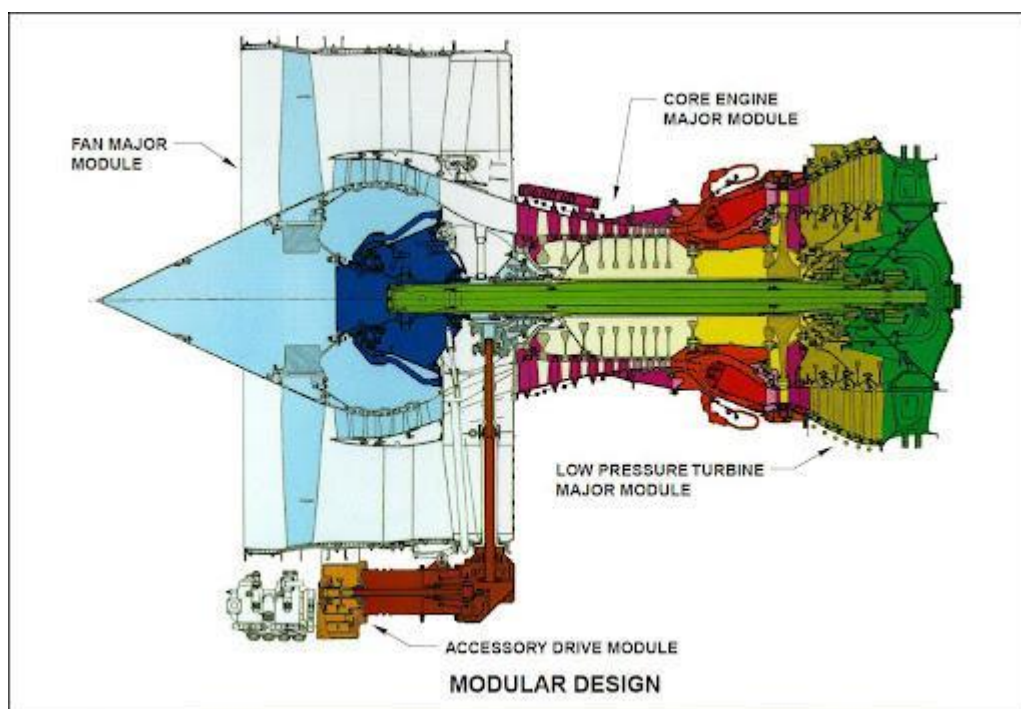 CORE ENGINE
MAJOR MODULE
FAN MAJOR
MODULE
LOW PRESSURE TURBINE
MAJOR MODULE
ACCESSORY DRIVE MODULE
MODULAR DESIGN